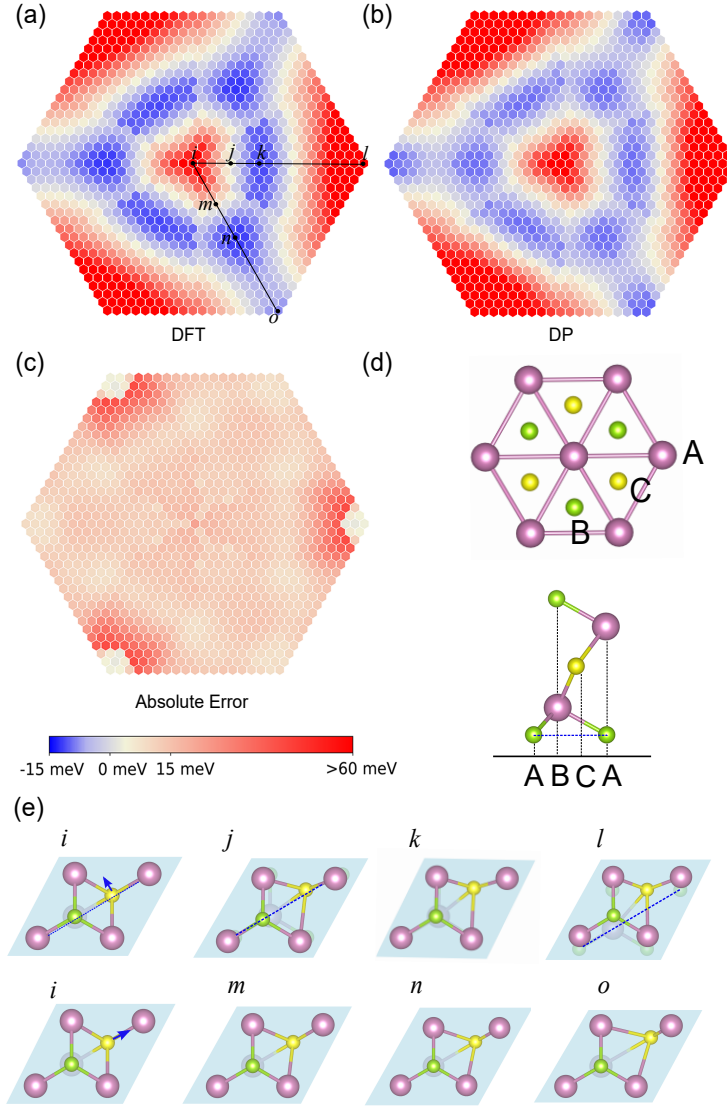 (a)
(b)
i
j
k
l
m
n
o
DFT
DP
(c)
(d)
A
C
B
Absolute Error
-15 meV
0 meV
15 meV
>60 meV
A B C A
(e)
i j k l
i m n o